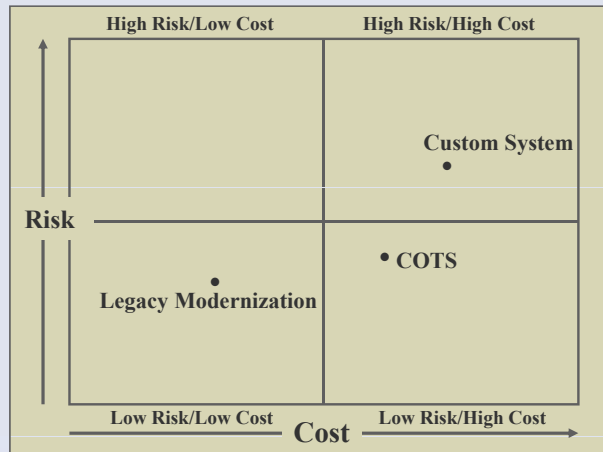 High Risk/Low Cost
High Risk/High Cost
Custom System
Risk
COTS
Legacy Modernization
Low Risk/Low Cost
Low Risk/High Cost
Cost